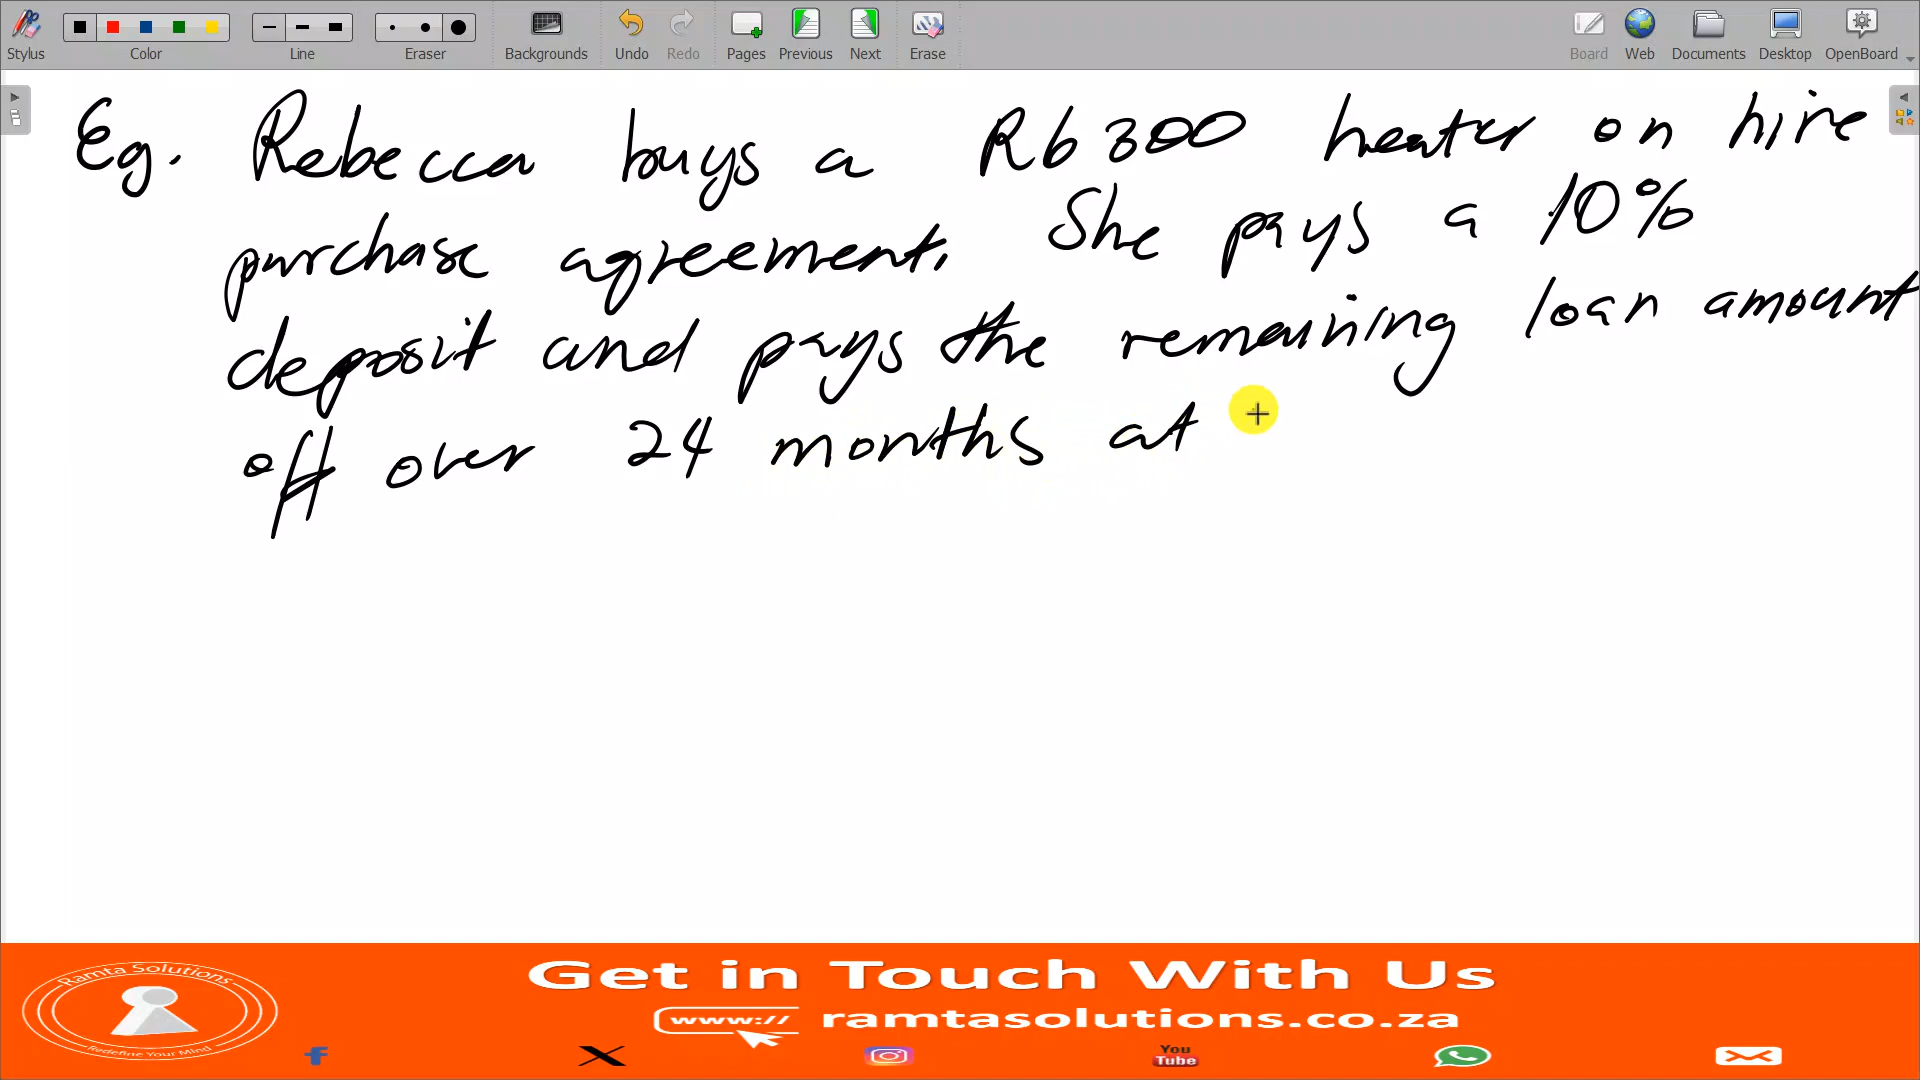 Stylus Color Line Eraser Backgrounds Undo Redo Pages Previous Next Erase Board Web Documents Desktop OpenBoard
Eg. Rebecca buys a R6300 heater on hire
purchase agreement. She pays a 10%
deposit and pays the remaining loan amount
off over 24 months at
Get in Touch With Us
www:// ramtasolutions.co.za
Ramta Solutions
Redefine Your Mind
You
Tube